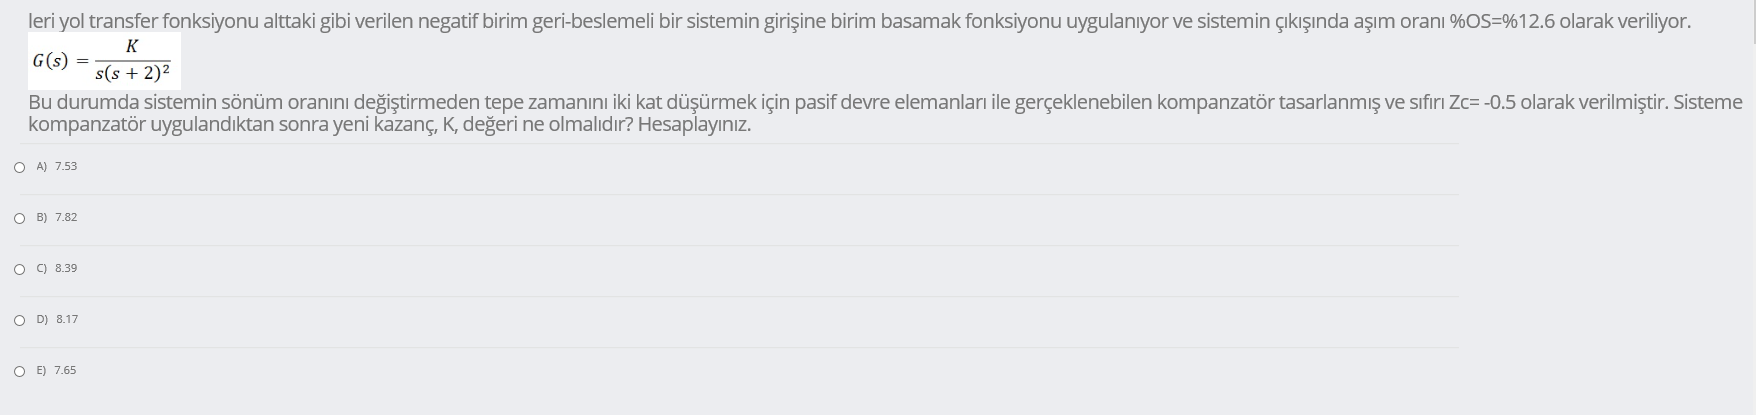 leri yol transfer fonksiyonu alttaki gibi verilen negatif birim geri-beslemeli bir sistemin girişine birim basamak fonksiyonu uygulanıyor ve sistemin çıkışında aşım oranı %OS=%12.6 olarak veriliyor.
G(s) = K / s(s + 2)²
Bu durumda sistemin sönüm oranını değiştirmeden tepe zamanını iki kat düşürmek için pasif devre elemanları ile gerçeklenebilen kompanzatör tasarlanmış ve sıfırı Zc= -0.5 olarak verilmiştir. Sisteme
kompanzatör uygulandıktan sonra yeni kazanç, K, değeri ne olmalıdır? Hesaplayınız.
A) 7.53
B) 7.82
C) 8.39
D) 8.17
E) 7.65